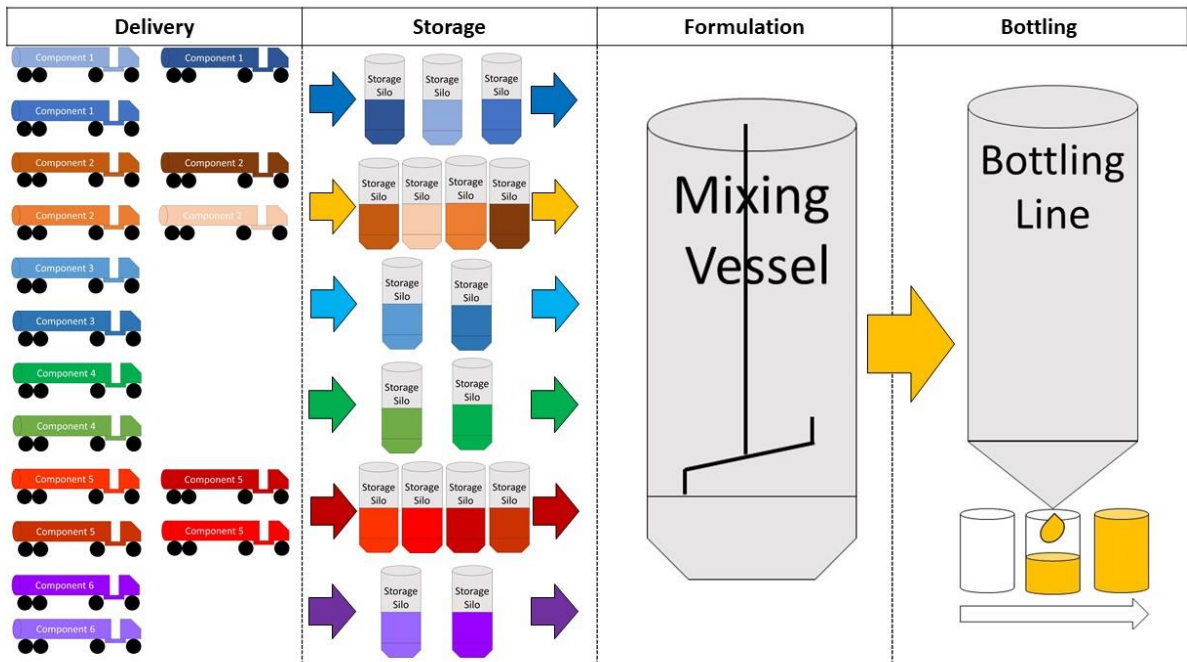 Delivery
Storage
Formulation
Bottling
Component 1
Component 1
Component 1
Component 2
Component 2
Component 2
Component 2
Component 3
Component 3
Component 4
Component 4
Component 5
Component 5
Component 5
Component 5
Component 6
Component 6
Storage
Silo
Storage
Silo
Storage
Silo
Storage
Silo
Storage
Silo
Storage
Silo
Storage
Silo
Storage
Silo
Storage
Silo
Storage
Silo
Storage
Silo
Storage
Silo
Storage
Silo
Storage
Silo
Storage
Silo
Storage
Silo
Storage
Silo
Mixing
Vessel
Bottling
Line